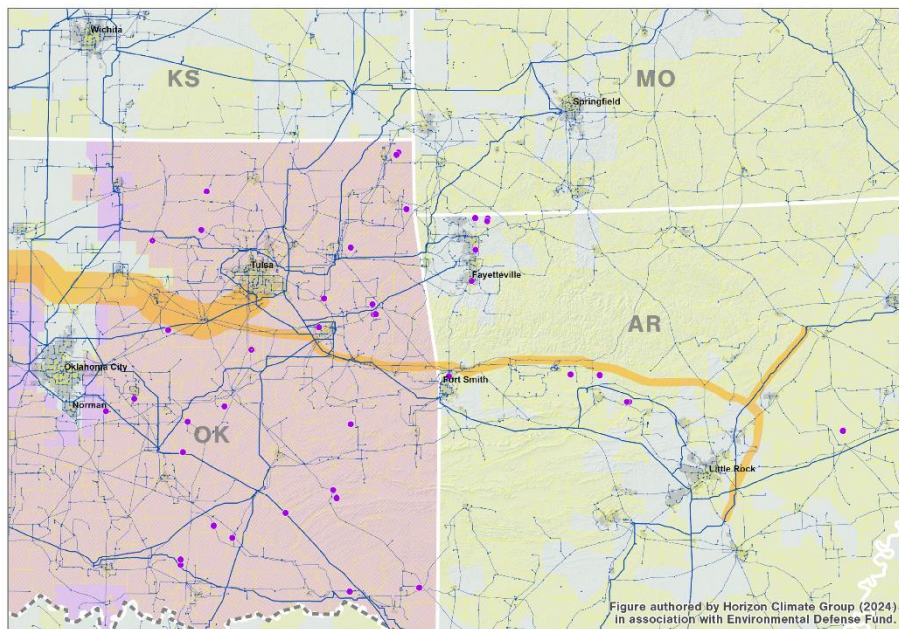 Wichita
KS
MO
Springfield
Tulsa
Fayetteville
AR
Oklahoma City
Fort Smith
Norman
OK
Little Rock
Figure authored by Horizon Climate Group (2024)
in association with Environmental Defense Fund.